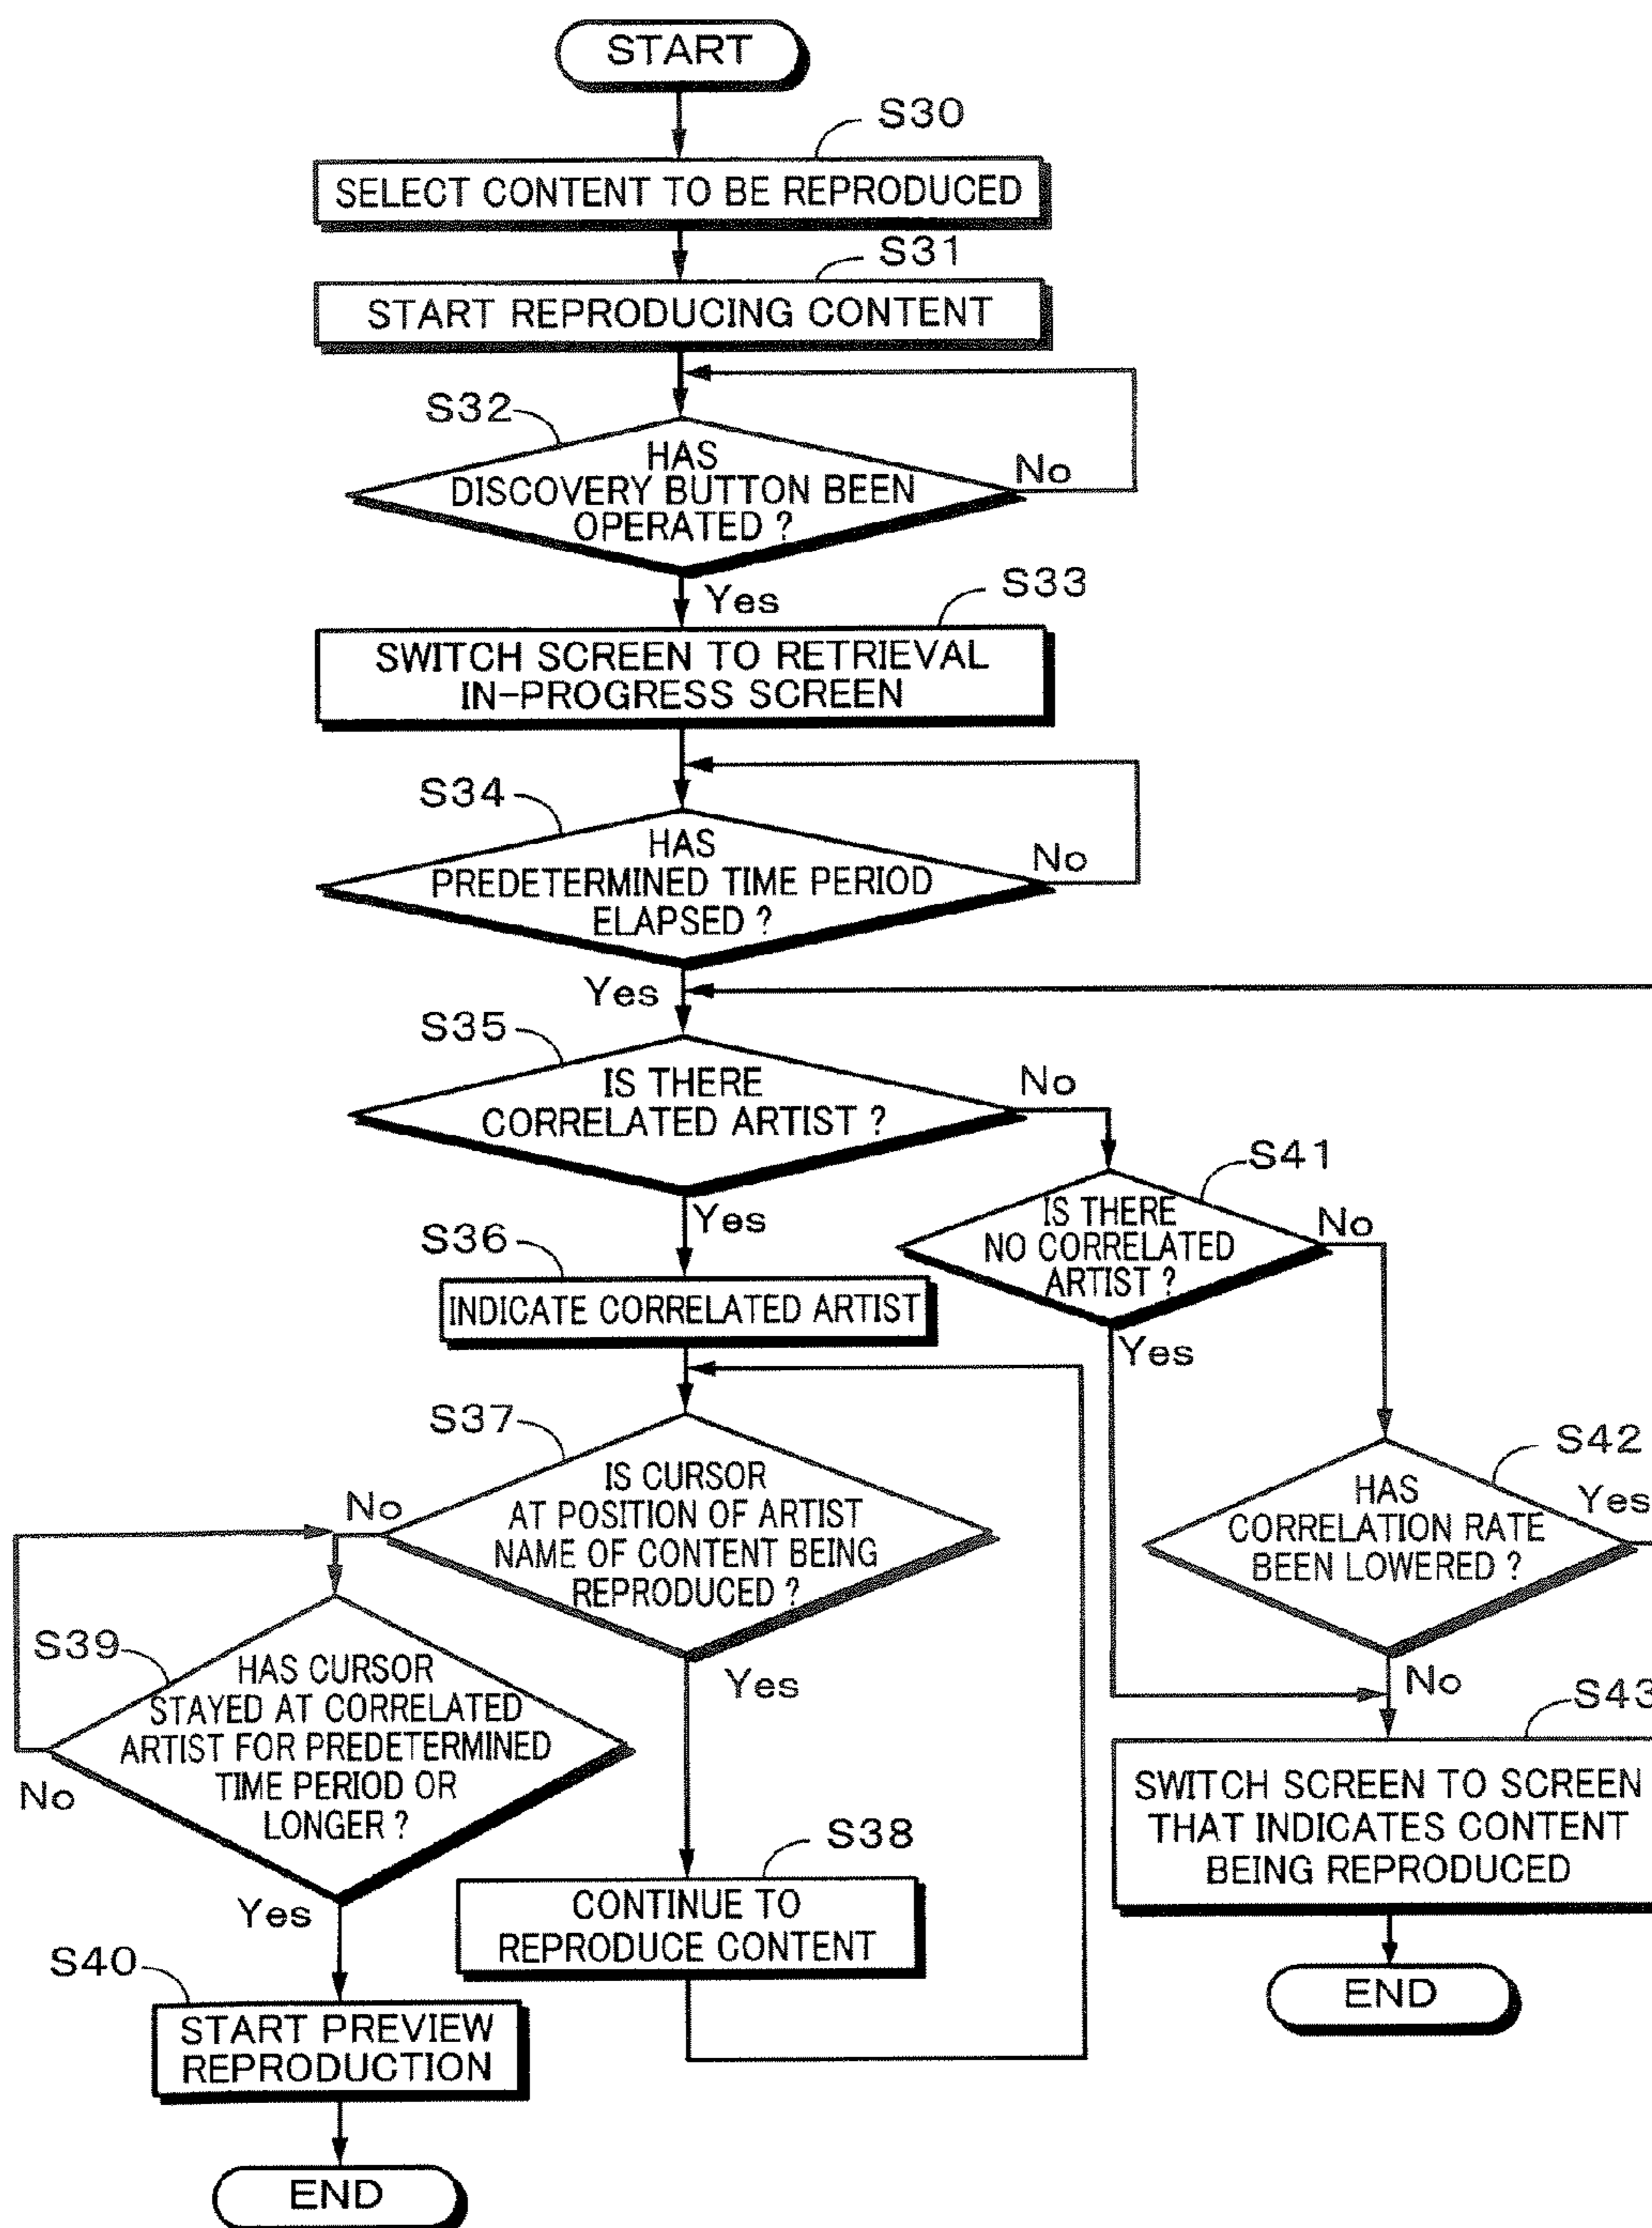 START
S30
SELECT CONTENT TO BE REPRODUCED
S31
START REPRODUCING CONTENT
S32
HAS
DISCOVERY BUTTON BEEN
OPERATED ?
No
Yes
S33
SWITCH SCREEN TO RETRIEVAL
IN-PROGRESS SCREEN
S34
HAS
PREDETERMINED TIME PERIOD
ELAPSED ?
No
Yes
S35
IS THERE
CORRELATED ARTIST ?
No
Yes
S41
IS THERE
NO CORRELATED
ARTIST ?
No
Yes
S36
INDICATE CORRELATED ARTIST
S37
IS CURSOR
AT POSITION OF ARTIST
NAME OF CONTENT BEING
REPRODUCED ?
No
Yes
S42
HAS
CORRELATION RATE
BEEN LOWERED ?
Yes
No
S39
HAS CURSOR
STAYED AT CORRELATED
ARTIST FOR PREDETERMINED
TIME PERIOD OR
LONGER ?
No
Yes
S38
CONTINUE TO
REPRODUCE CONTENT
S43
SWITCH SCREEN TO SCREEN
THAT INDICATES CONTENT
BEING REPRODUCED
END
S40
START PREVIEW
REPRODUCTION
END